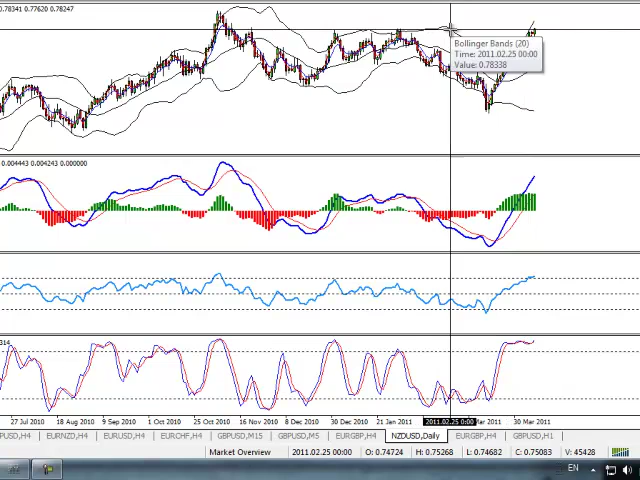 0.78341 0.77620 0.78247
Bollinger Bands (20)
Time: 2011.02.25 00:00
Value: 0.78338
0.004443 0.004243 0.000000
314
27 Jul 2010 18 Aug 2010 9 Sep 2010 1 Oct 2010 25 Oct 2010 16 Nov 2010 8 Dec 2010 30 Dec 2010 21 Jan 2011 2011.02.25 0:00 Mar 2011 30 Mar 2011
PUSD,H4 EURNZD,H4 EURUSD,H4 EURCHF,H4 GBPUSD,M15 GBPUSD,M5 EURGBP,H4 NZDUSD,Daily EURGBP,H4 GBPUSD,H1
Market Overview 2011.02.25 00:00 O: 0.74724 H: 0.75268 L: 0.74682 C: 0.75083 V: 45428
EN